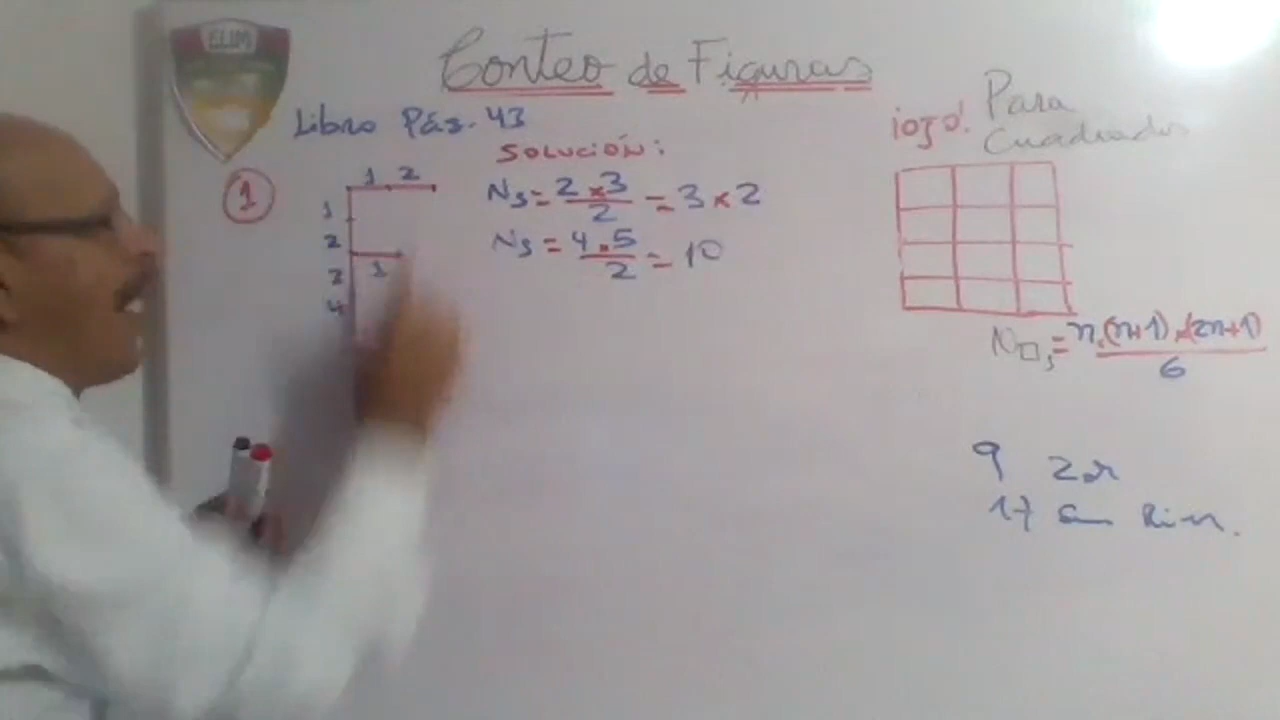 ELIM
Conteo de Figuras
Libro Pág. 43
SOLUCIÓN:
¡OJO!
Para
Cuadrados
1
1 2
1
2
3
4
1
Ns = 2 x 3 / 2 = 3 x 2
Ns = 4 . 5 / 2 = 10
N□s = n.(n+1).(2n+1) / 6
9
17